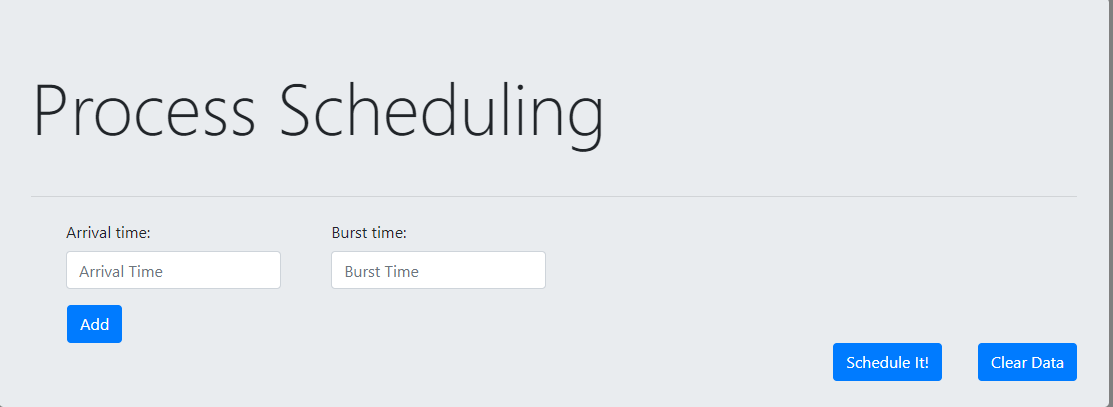 Process Scheduling
Arrival time: Burst time:
Arrival Time Burst Time
Add
Schedule It! Clear Data